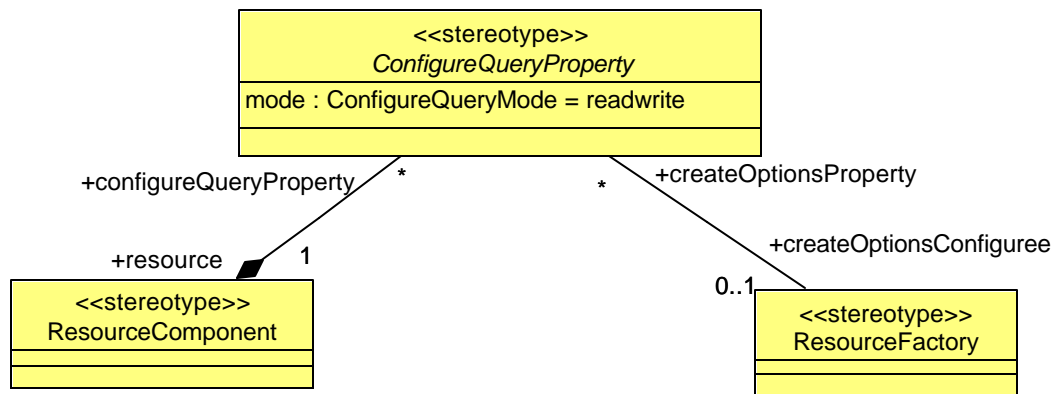 <<stereotype>>
ConfigureQueryProperty
mode : ConfigureQueryMode = readwrite
+configureQueryProperty
*
*
+createOptionsProperty
+resource
1
0..1
+createOptionsConfiguree
<<stereotype>>
ResourceComponent
<<stereotype>>
ResourceFactory